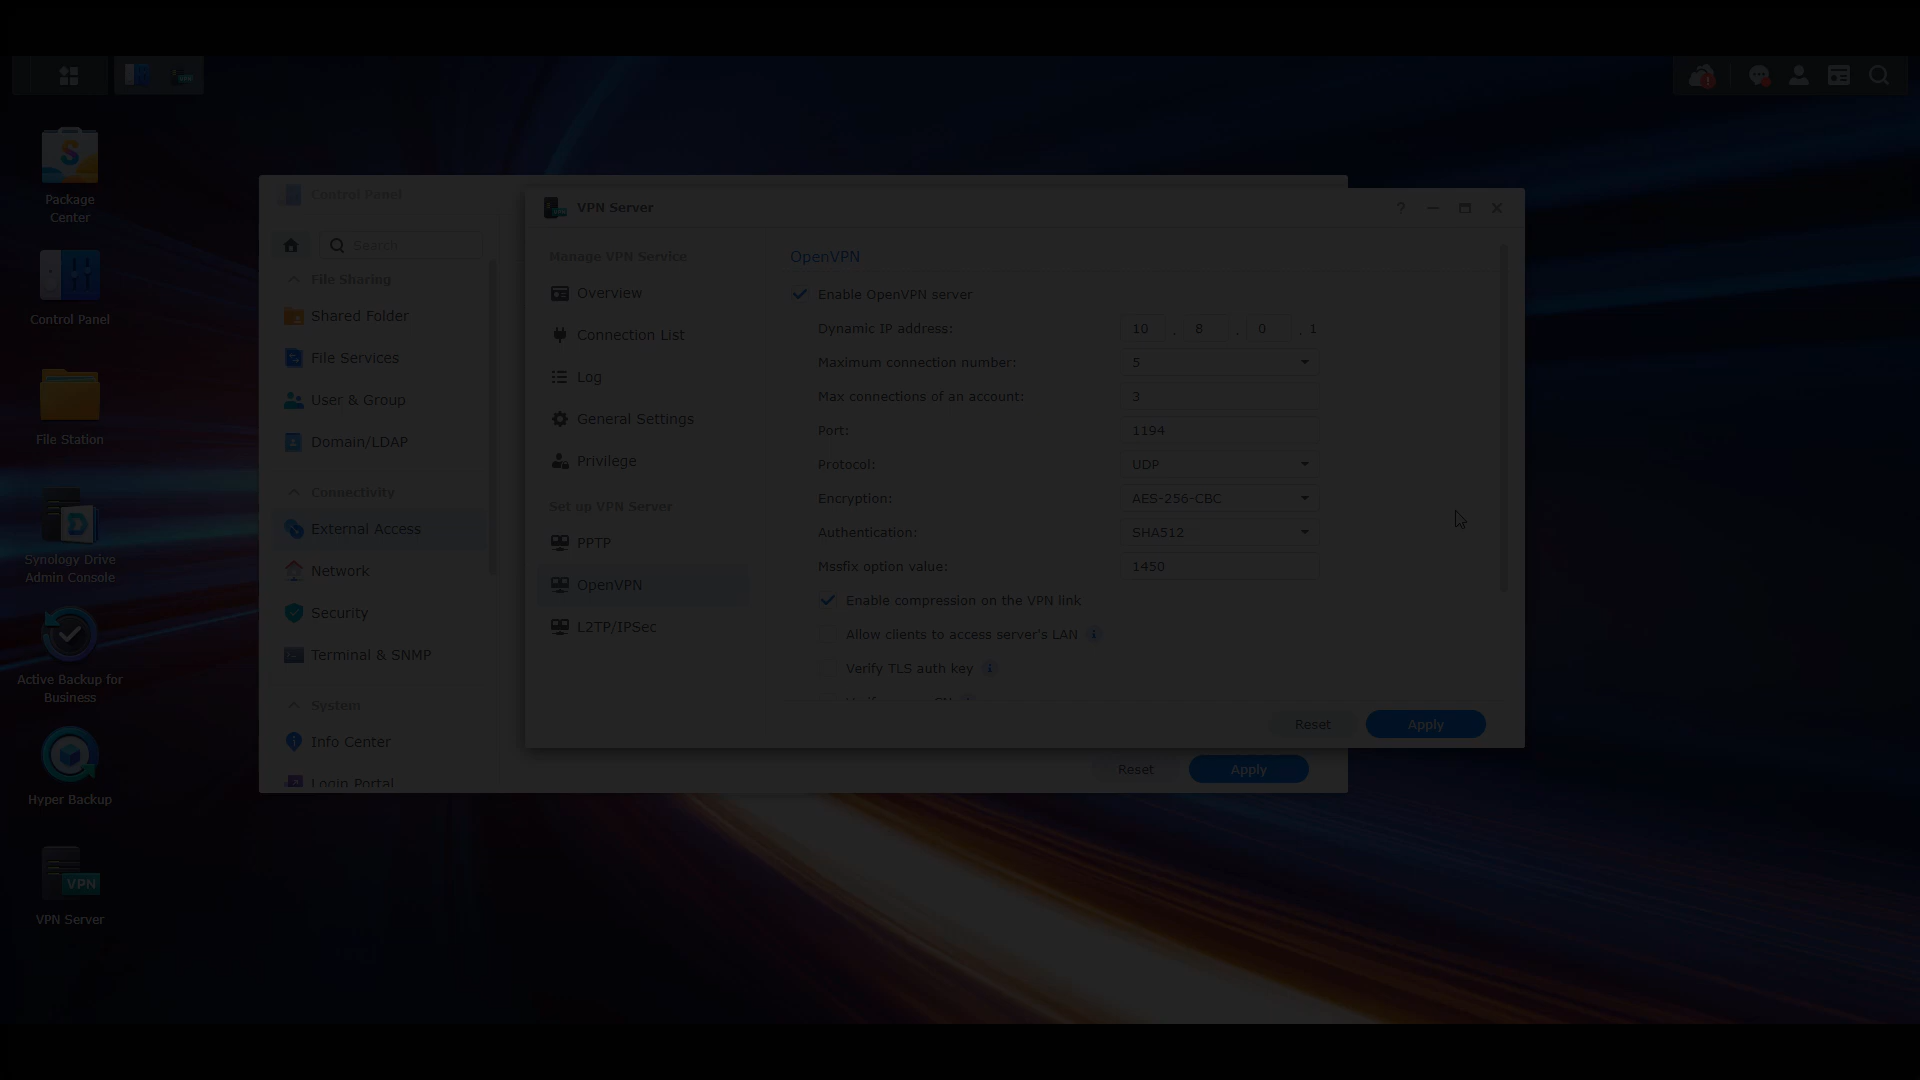 Package
Center
Control Panel
File Station
Synology Drive
Admin Console
Active Backup for
Business
Hyper Backup
VPN
VPN Server
Control Panel
Search
File Sharing
Shared Folder
File Services
User & Group
Domain/LDAP
Connectivity
External Access
Network
Security
Terminal & SNMP
System
Info Center
Login Portal
Reset
Apply
VPN Server
Manage VPN Service
Overview
Connection List
Log
General Settings
Privilege
Set up VPN Server
PPTP
OpenVPN
L2TP/IPSec
OpenVPN
Enable OpenVPN server
Dynamic IP address: 10 . 8 . 0 . 1
Maximum connection number: 5
Max connections of an account: 3
Port: 1194
Protocol: UDP
Encryption: AES-256-CBC
Authentication: SHA512
Mssfix option value: 1450
Enable compression on the VPN link
Allow clients to access server's LAN
Verify TLS auth key
Reset
Apply